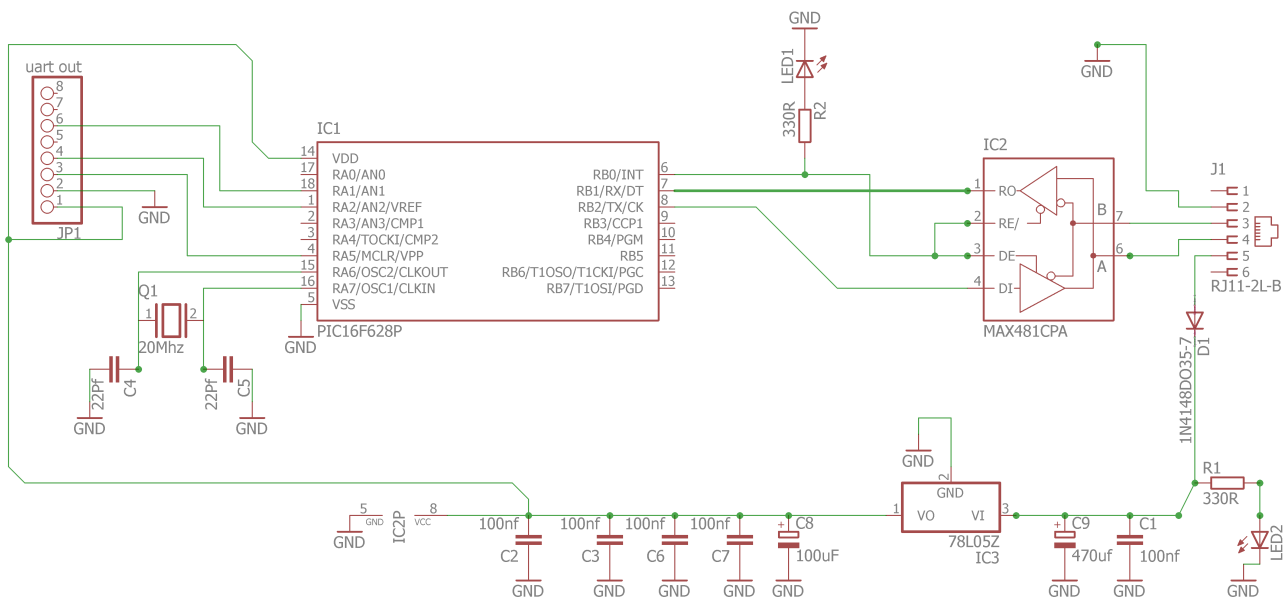 uart out
8
7
6
5
4
3
2
1
JP1
GND
IC1
14 VDD
17 RA0/AN0
18 RA1/AN1
1 RA2/AN2/VREF
2 RA3/AN3/CMP1
3 RA4/TOCKI/CMP2
4 RA5/MCLR/VPP
15 RA6/OSC2/CLKOUT
16 RA7/OSC1/CLKIN
5 VSS
RB0/INT 6
RB1/RX/DT 7
RB2/TX/CK 8
RB3/CCP1 9
RB4/PGM 10
RB5 11
RB6/T1OSO/T1CKI/PGC 12
RB7/T1OSI/PGD 13
PIC16F628P
GND
Q1
1 2
20Mhz
22Pf
C4
22Pf
C5
GND
GND
GND
LED1
330R
R2
GND
IC2
1 RO
2 RE/
3 DE
4 DI
B 7
A 6
MAX481CPA
J1
1
2
3
4
5
6
RJ11-2L-B
1N4148DO35-7
D1
R1
330R
LED2
GND
GND
2
GND
1 VO VI 3
78L05Z
IC3
5 GND
IC2P
VCC 8
GND
100nf
C2
GND
100nf
C3
GND
100nf
C6
GND
100nf
C7
GND
+ C8
100uF
GND
+ C9
470uf
GND
C1
100nf
GND